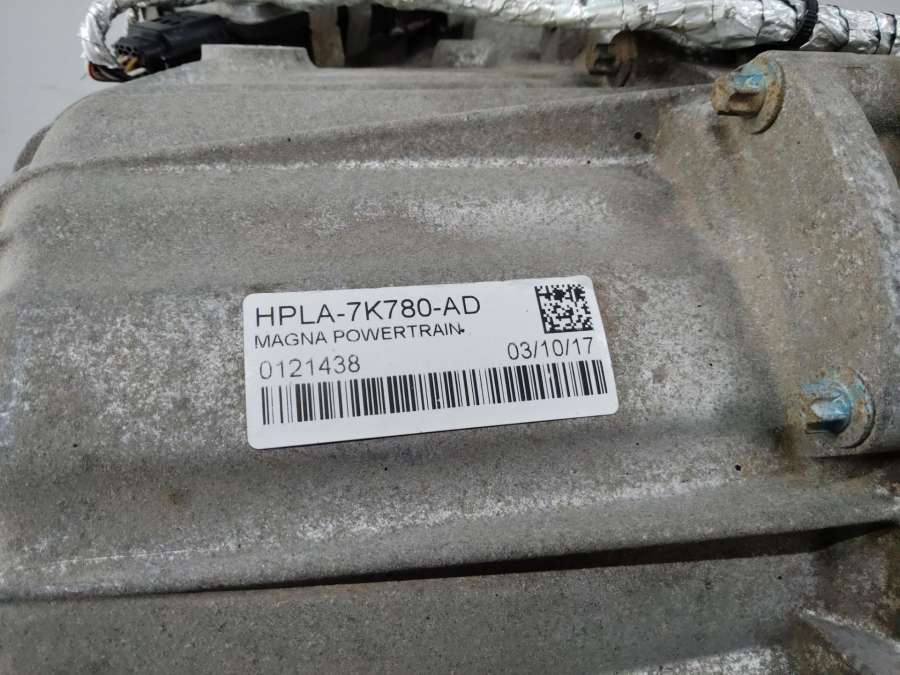 HPLA-7K780-AD
MAGNA POWERTRAIN
0121438
03/10/17